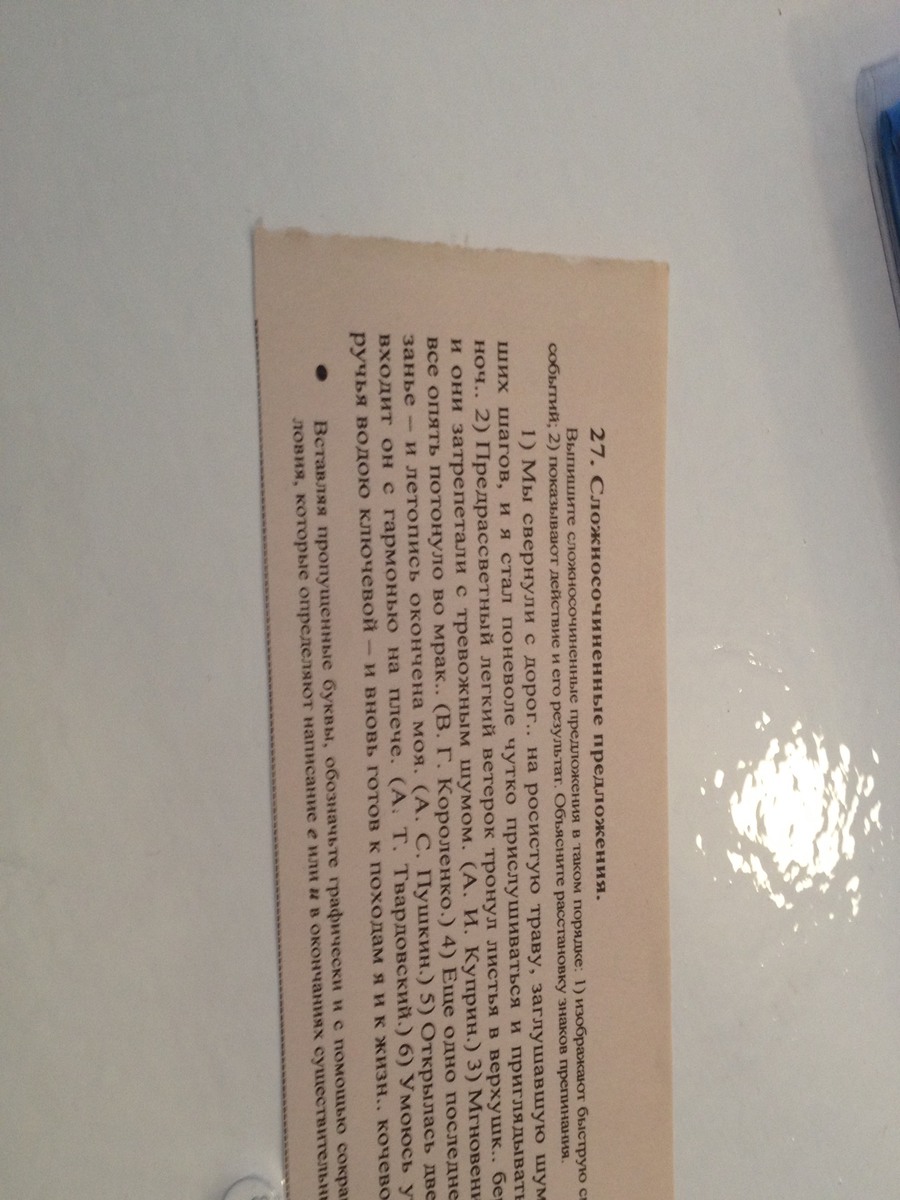 27. Сложносочиненные предложения.
Выпишите сложносочиненные предложения в таком порядке: 1) изображают быструю
событий; 2) показывают действие и его результат. Объясните расстановку знаков препинания.
1) Мы свернули с дорог.. на росистую траву, заглушавшую шум
ших шагов, и я стал поневоле чутко прислушиваться и приглядыват
ноч.. 2) Предрассветный легкий ветерок тронул листья в верхушк.. бе
и они затрепетали с тревожным шумом. (А. И. Куприн.) 3) Мгновени
все опять потонуло во мрак.. (В. Г. Короленко.) 4) Еще одно последне
занье – и летопись окончена моя. (А. С. Пушкин.) 5) Открылась две
входит он с гармонью на плече. (А. Т. Твардовский.) 6) Умоюсь у
ручья водою ключевой – и вновь готов к походам я и к жизн.. кочево
● Вставляя пропущенные буквы, обозначьте графически и с помощью сокра
ловия, которые определяют написание е или и в окончаниях существительн